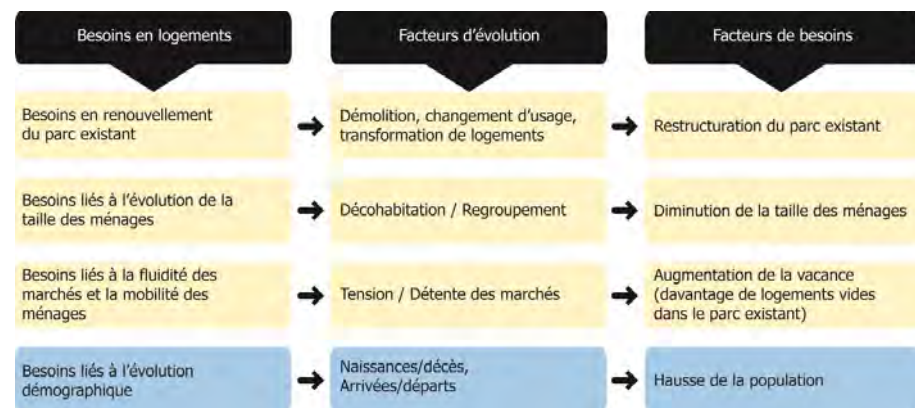 Besoins en logements
Facteurs d'évolution
Facteurs de besoins
Besoins en renouvellement
du parc existant
Démolition, changement d'usage,
transformation de logements
Restructuration du parc existant
Besoins liés à l'évolution de la
taille des ménages
Décohabitation / Regroupement
Diminution de la taille des ménages
Besoins liés à la fluidité des
marchés et la mobilité des
ménages
Tension / Détente des marchés
Augmentation de la vacance
(davantage de logements vides
dans le parc existant)
Besoins liés à l'évolution
démographique
Naissances/décès,
Arrivées/départs
Hausse de la population